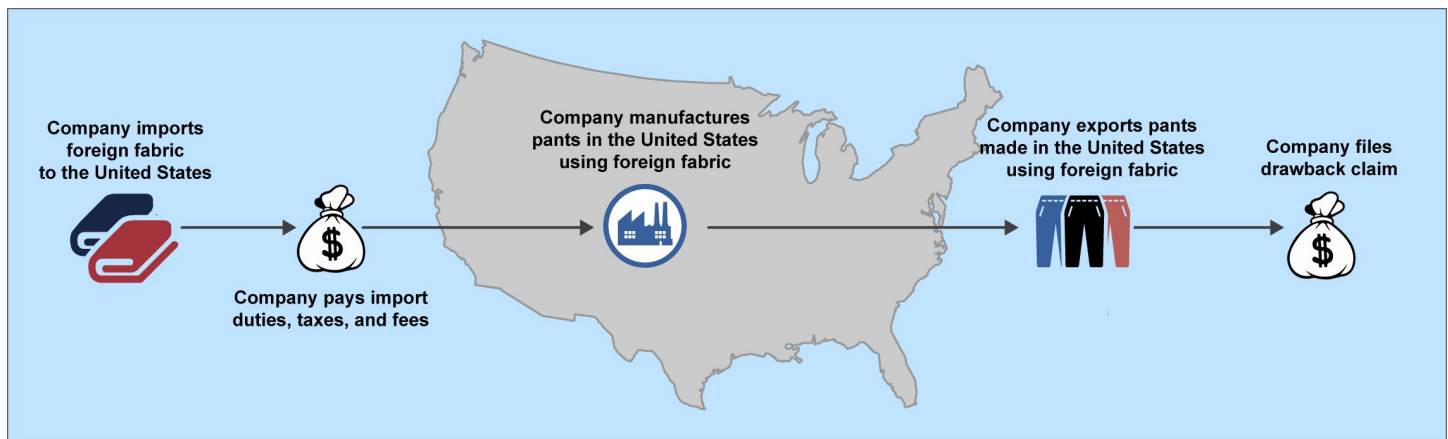 Company imports
foreign fabric
to the United States
$
Company pays import
duties, taxes, and fees
Company manufactures
pants in the United States
using foreign fabric
Company exports pants
made in the United States
using foreign fabric
Company files
drawback claim
$